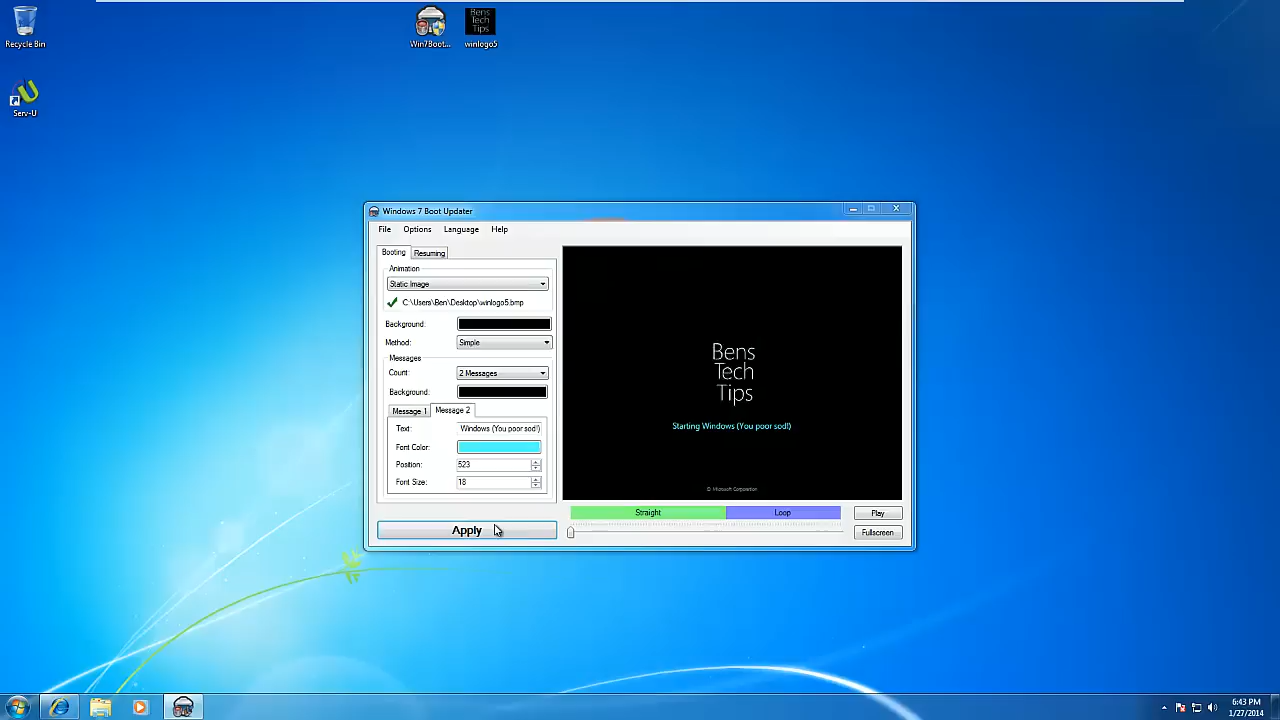 Recycle Bin
Win7Boot...
Bens
Tech
Tips
winlogo5
Serv-U
Windows 7 Boot Updater
File Options Language Help
Booting Resuming
Animation
Static Image
C:\Users\Ben\Desktop\winlogo5.bmp
Background:
Method: Simple
Messages
Count: 2 Messages
Background:
Message 1 Message 2
Text: Windows (You poor sod!)
Font Color:
Position: 523
Font Size: 18
Apply
Bens
Tech
Tips
Starting Windows (You poor sod!)
© Microsoft Corporation
Straight Loop Play
Fullscreen
6:43 PM
1/27/2014